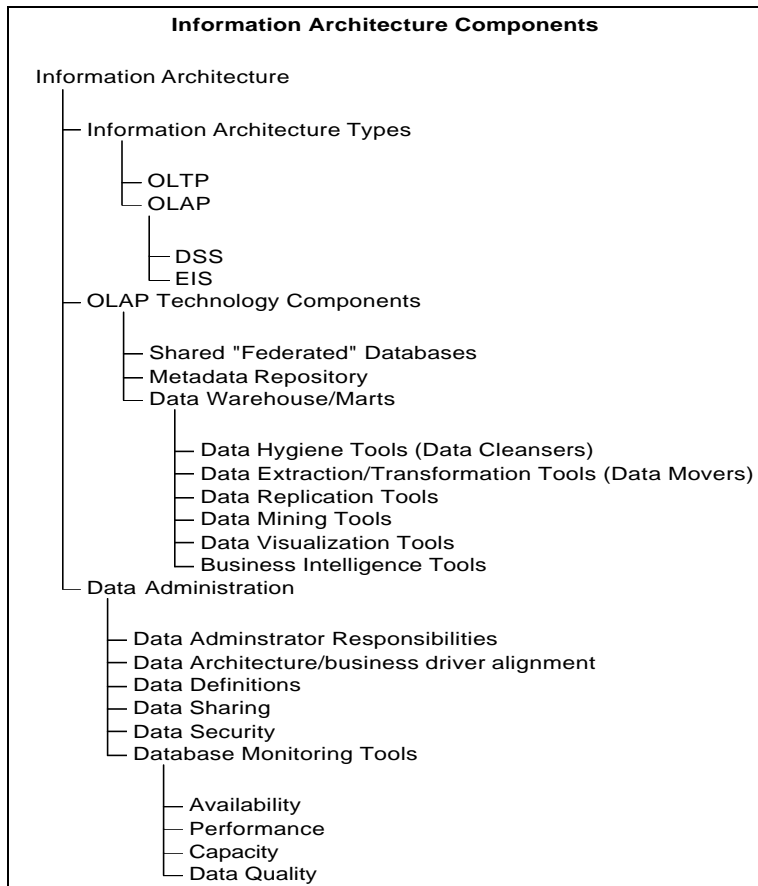 Information Architecture Components
Information Architecture
Information Architecture Types
OLTP
OLAP
DSS
EIS
OLAP Technology Components
Shared "Federated" Databases
Metadata Repository
Data Warehouse/Marts
Data Hygiene Tools (Data Cleansers)
Data Extraction/Transformation Tools (Data Movers)
Data Replication Tools
Data Mining Tools
Data Visualization Tools
Business Intelligence Tools
Data Administration
Data Adminstrator Responsibilities
Data Architecture/business driver alignment
Data Definitions
Data Sharing
Data Security
Database Monitoring Tools
Availability
Performance
Capacity
Data Quality